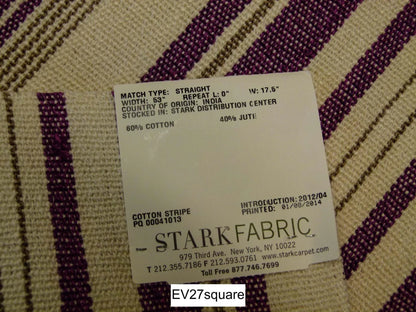 MATCH TYPE: STRAIGHT
WIDTH: 53" REPEAT L: 0" W: 17.5"
COUNTRY OF ORIGIN: INDIA
STOCKED IN: STARK DISTRIBUTION CENTER
60% COTTON 40% JUTE
COTTON STRIPE INTRODUCTION: 2012/04
PQ 00041013 PRINTED: 01/08/2014
STARK FABRIC
979 Third Ave. New York, NY 10022
T 212.355.7186 F 212.593.0761 www.starkcarpet.com
Toll Free 877.746.7699
EV27square